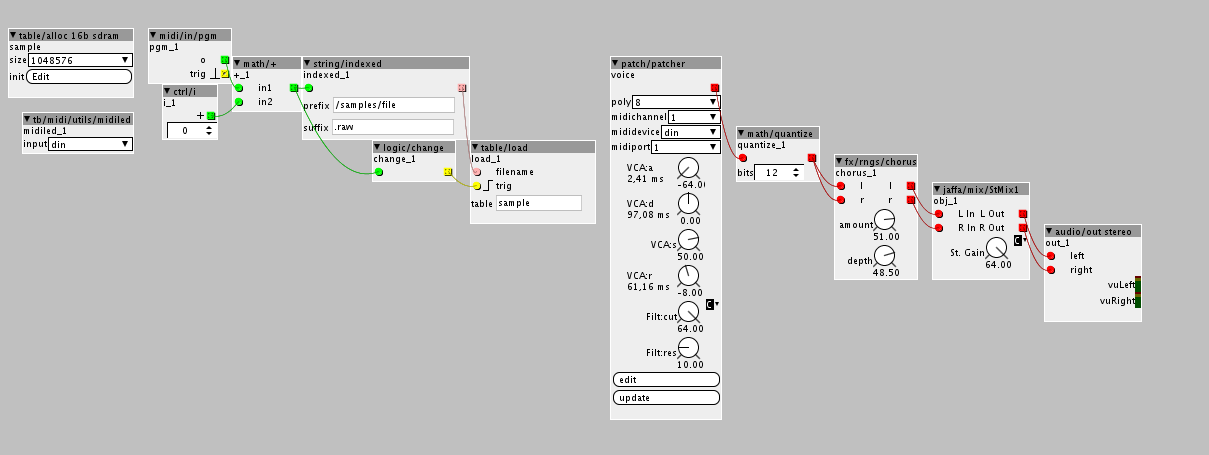 table/alloc 16b sdram
sample
size 1048576
init Edit
tb/midi/utils/midiled
midiled_1
input din
midi/in/pgm
pgm_1
o
trig
ctrl/i
i_1
+
0
math/+
+_1
in1
in2
string/indexed
indexed_1
prefix /samples/file
suffix .raw
logic/change
change_1
table/load
load_1
filename
trig
table sample
patch/patcher
voice
poly 8
midichannel 1
mididevice din
midiport 1
VCA:a
2,41 ms
-64.0
VCA:d
97,08 ms
0.00
VCA:s
50.00
VCA:r
61,16 ms
-8.00
C
Filt:cut
64.00
Filt:res
10.00
edit
update
math/quantize
quantize_1
bits 12
fx/rngs/chorus
chorus_1
l l
r r
amount
51.00
depth
48.50
jaffa/mix/StMix1
obj_1
L In L Out
R In R Out
C
St. Gain
64.00
audio/out stereo
out_1
left
right
vuLeft
vuRight